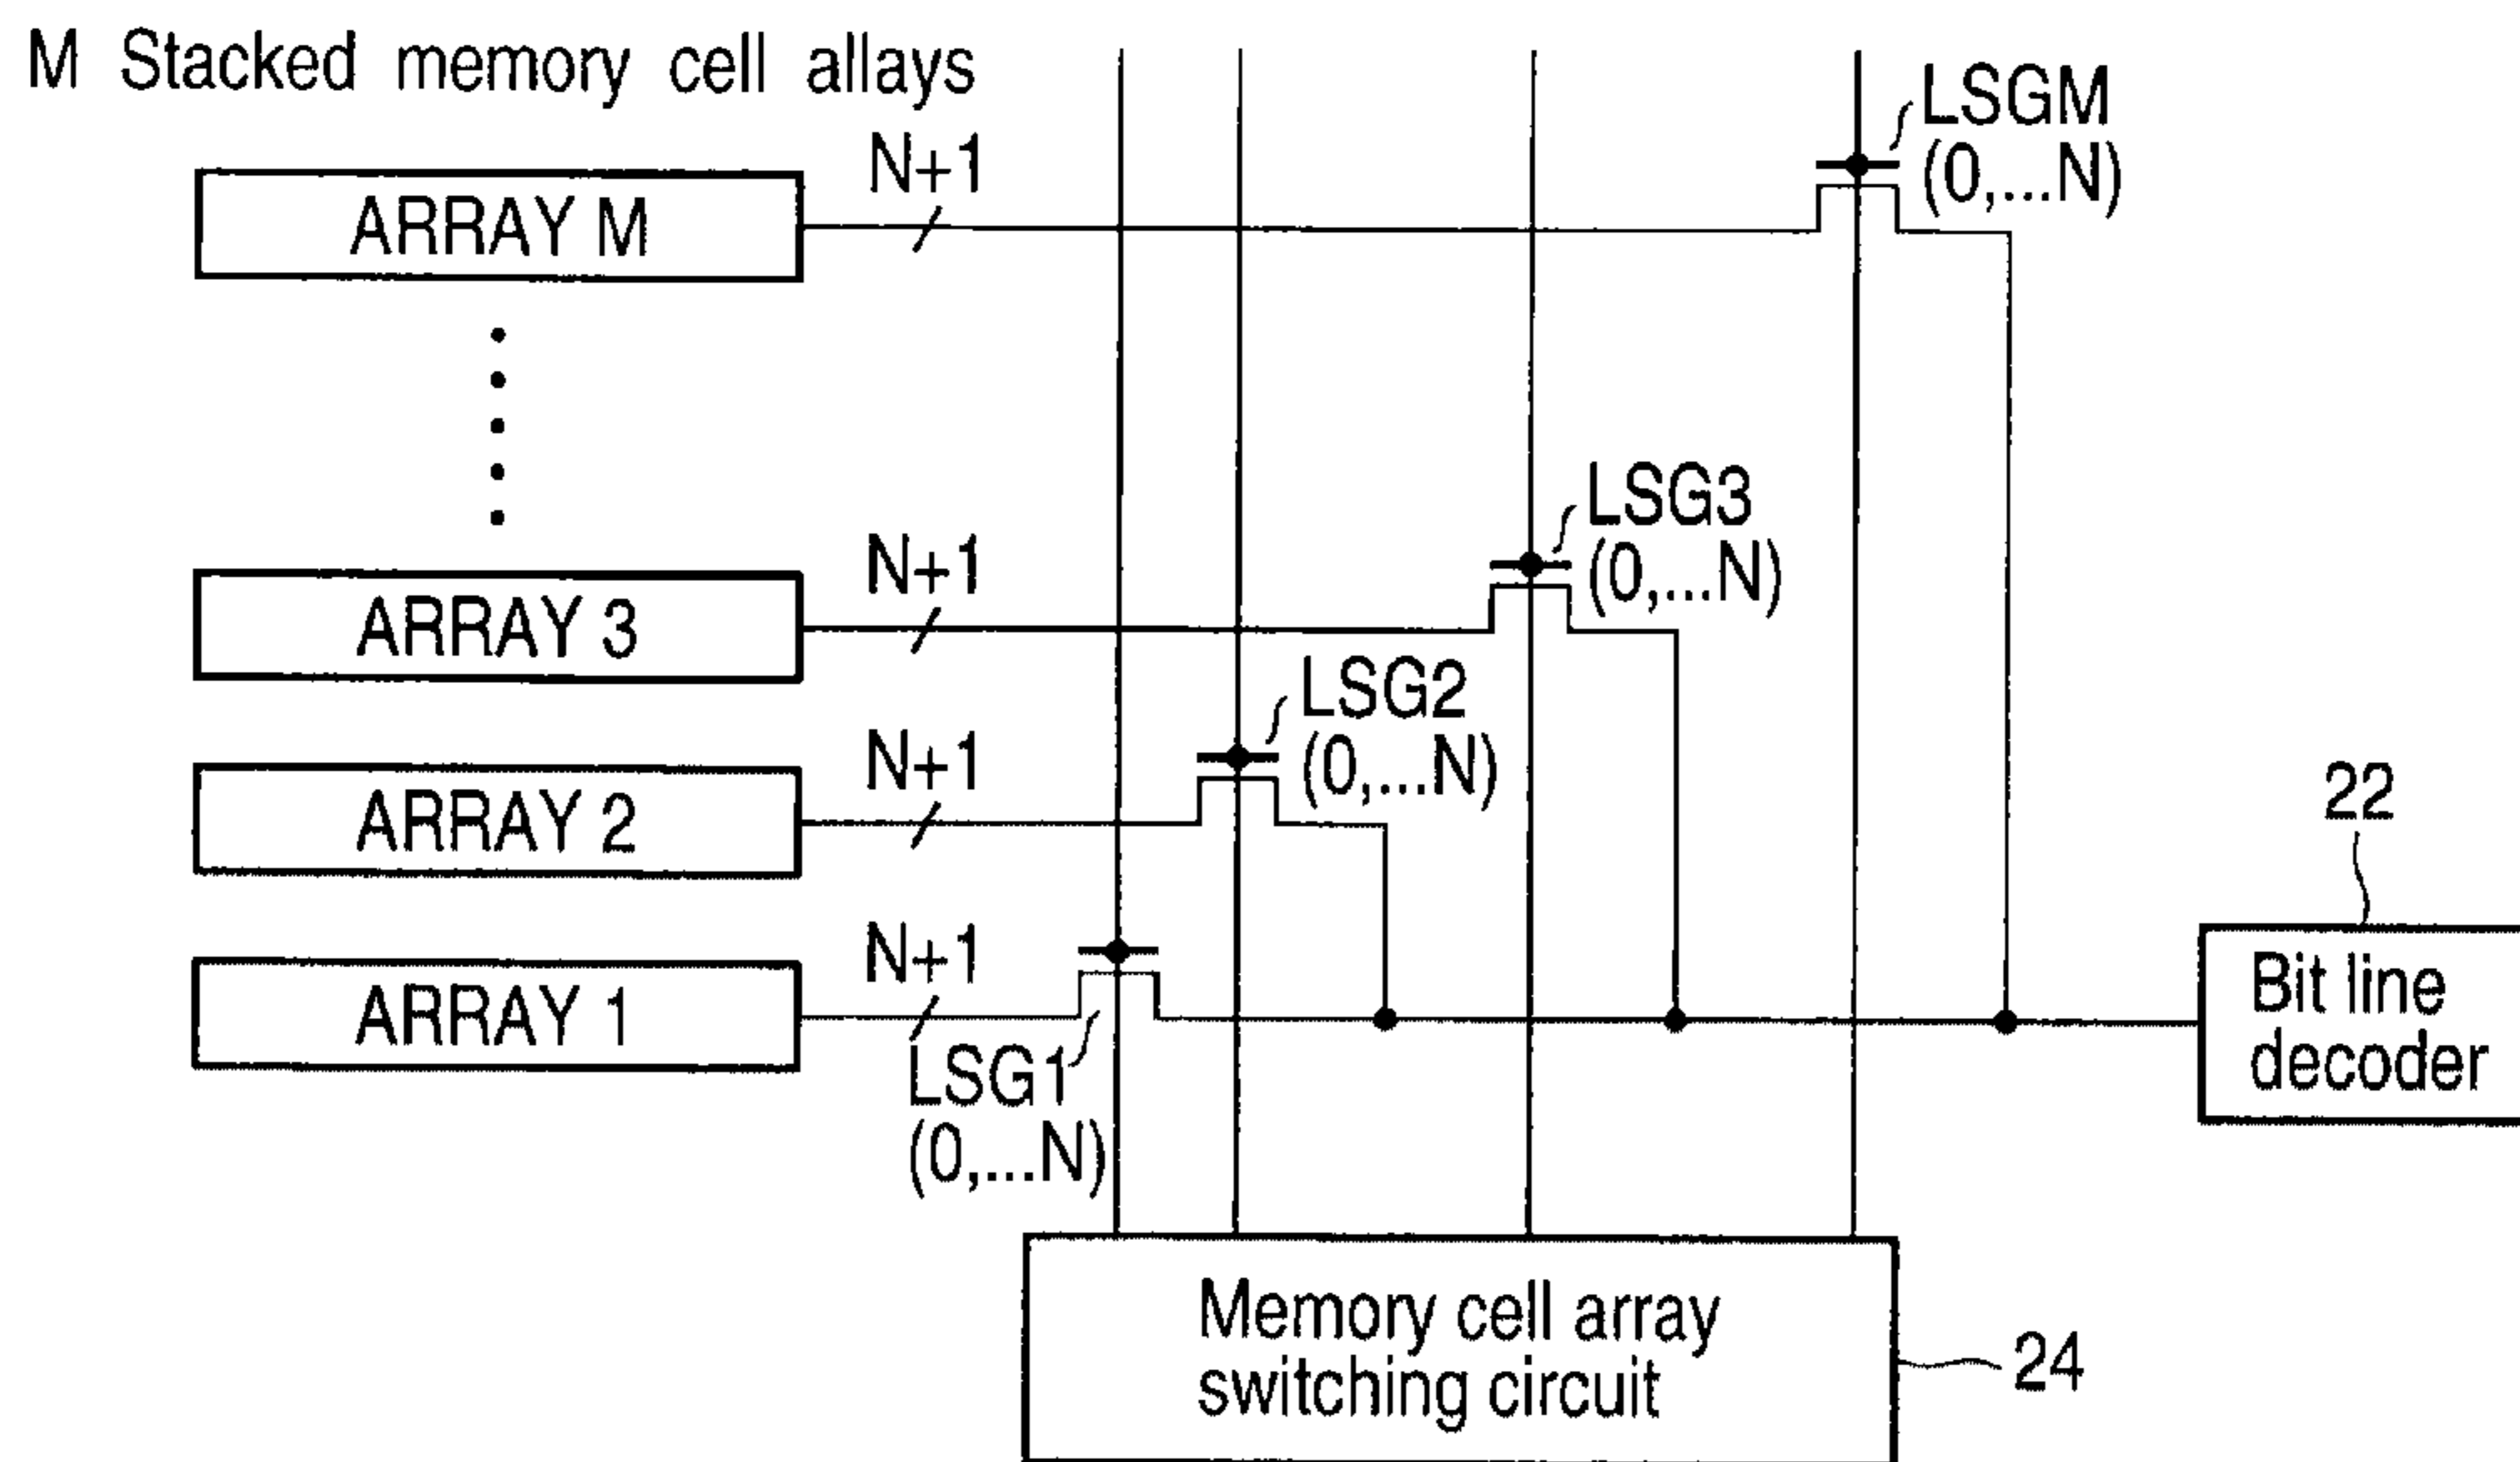 M Stacked memory cell allays
LSGM
(0,...N)
N+1
ARRAY M
LSG3
(0,...N)
N+1
ARRAY 3
LSG2
(0,...N)
N+1
ARRAY 2
22
N+1
ARRAY 1
Bit line
decoder
LSG1
(0,...N)
Memory cell array
switching circuit
24